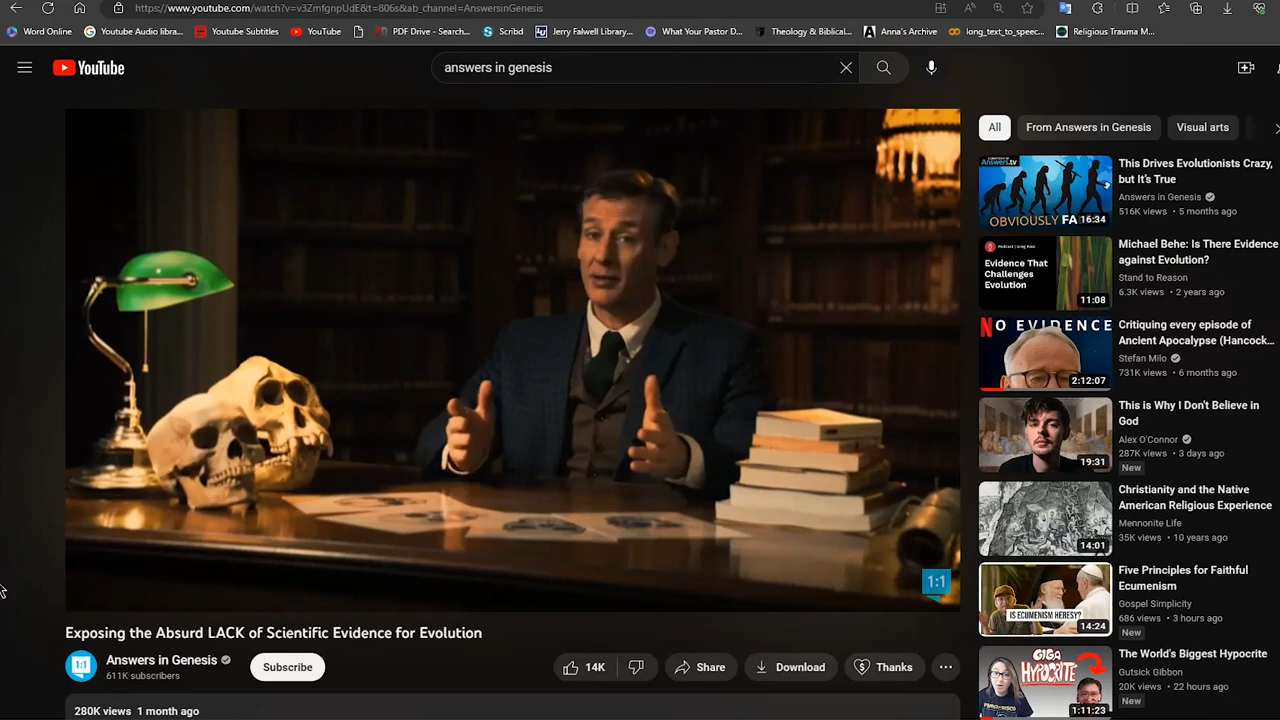 https://www.youtube.com/watch?v=v3ZmfgnpUdE&t=806s&ab_channel=AnswersinGenesis
Word Online
Youtube Audio libra...
Youtube Subtitles
YouTube
PDF Drive - Search...
Scribd
Jerry Falwell Library...
What Your Pastor D...
Theology & Biblical...
Anna's Archive
long_text_to_speec...
Religious Trauma M...
YouTube
answers in genesis
All
From Answers in Genesis
Visual arts
Answers.tv
OBVIOUSLY FA
16:34
This Drives Evolutionists Crazy,
but It's True
Answers in Genesis
516K views • 5 months ago
Evidence That
Challenges
Evolution
11:08
Michael Behe: Is There Evidence
against Evolution?
Stand to Reason
6.3K views • 2 years ago
NO EVIDENCE
2:12:07
Critiquing every episode of
Ancient Apocalypse (Hancock...
Stefan Milo
731K views • 6 months ago
19:31
This is Why I Don't Believe in
God
Alex O'Connor
287K views • 3 days ago
New
14:01
Christianity and the Native
American Religious Experience
Mennonite Life
35K views • 10 years ago
IS ECUMENISM HERESY?
14:24
Five Principles for Faithful
Ecumenism
Gospel Simplicity
686 views • 3 hours ago
New
GIGA
HYPOCRITE
1:11:23
The World's Biggest Hypocrite
Gutsick Gibbon
20K views • 22 hours ago
New
1:1
Exposing the Absurd LACK of Scientific Evidence for Evolution
1:1
Answers in Genesis
611K subscribers
Subscribe
14K
Share
Download
Thanks
280K views 1 month ago